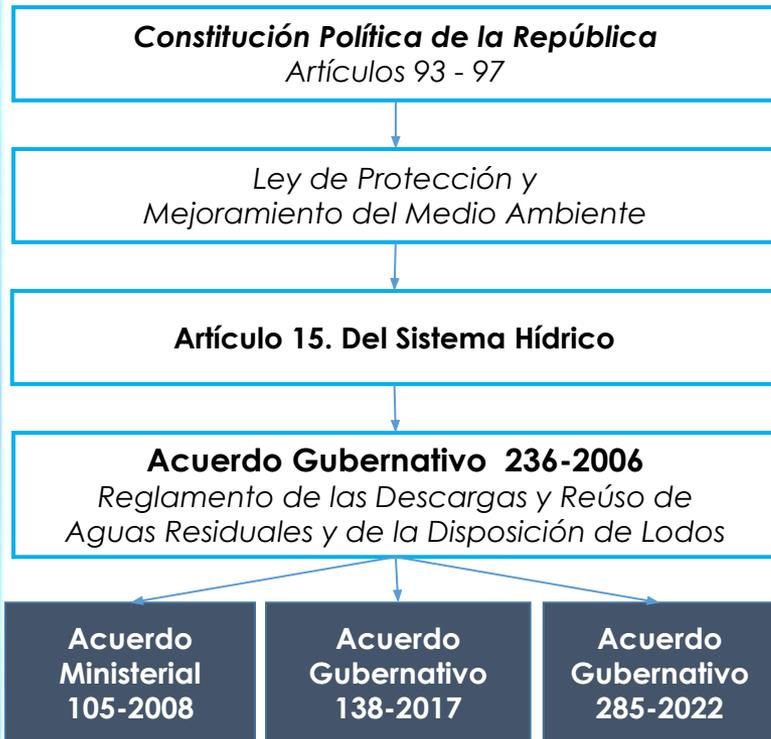 Constitución Política de la República
Artículos 93 - 97
Ley de Protección y
Mejoramiento del Medio Ambiente
Artículo 15. Del Sistema Hídrico
Acuerdo Gubernativo 236-2006
Reglamento de las Descargas y Reúso de
Aguas Residuales y de la Disposición de Lodos
Acuerdo
Ministerial
105-2008
Acuerdo
Gubernativo
138-2017
Acuerdo
Gubernativo
285-2022